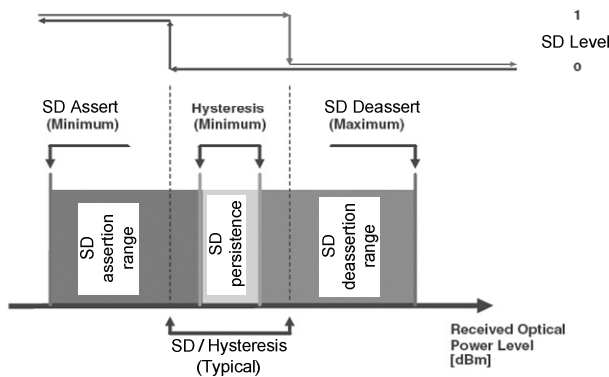 1
SD Level
0
SD Assert
(Minimum)
Hysteresis
(Minimum)
SD Deassert
(Maximum)
SD
assertion
range
SD
persistence
SD
deassertion
range
SD / Hysteresis
(Typical)
Received Optical
Power Level
[dBm]